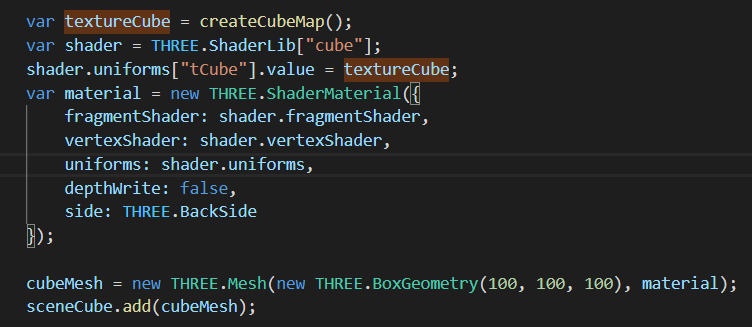 var textureCube = createCubeMap();
var shader = THREE.ShaderLib["cube"];
shader.uniforms["tCube"].value = textureCube;
var material = new THREE.ShaderMaterial({
    fragmentShader: shader.fragmentShader,
    vertexShader: shader.vertexShader,
    uniforms: shader.uniforms,
    depthWrite: false,
    side: THREE.BackSide
});

cubeMesh = new THREE.Mesh(new THREE.BoxGeometry(100, 100, 100), material);
sceneCube.add(cubeMesh);